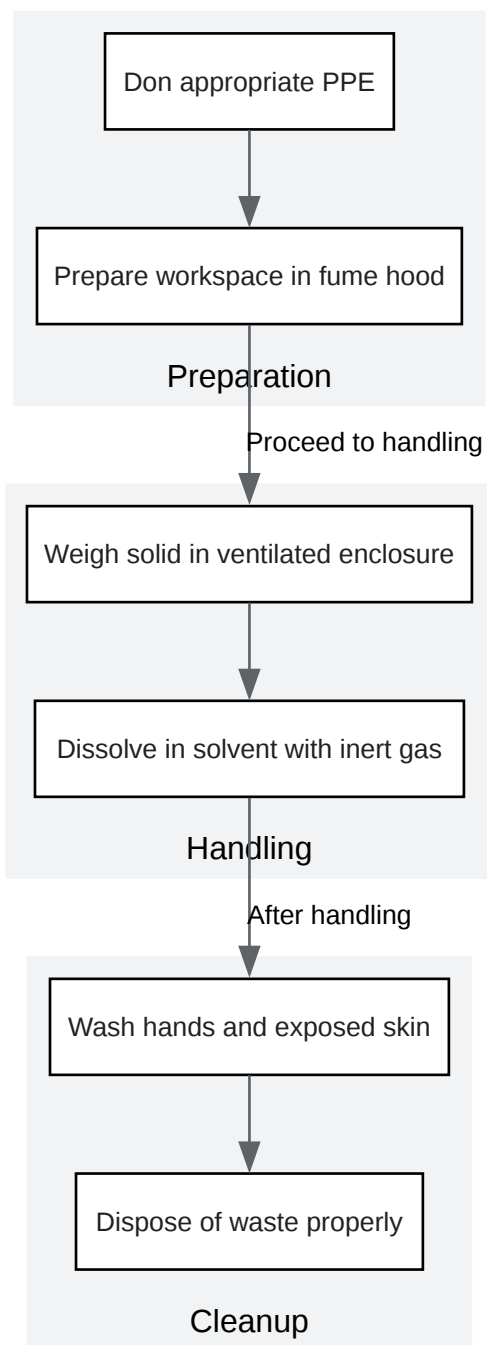 Don appropriate PPE
Prepare workspace in fume hood
Preparation
Proceed to handling
Weigh solid in ventilated enclosure
Dissolve in solvent with inert gas
Handling
After handling
Wash hands and exposed skin
Dispose of waste properly
Cleanup